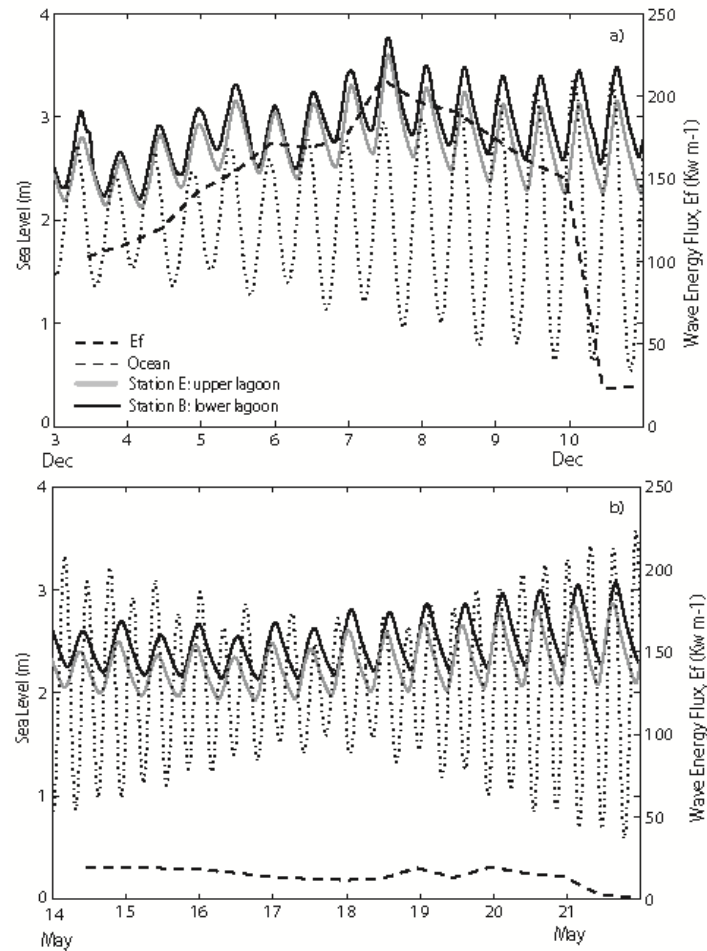 4
250
a)
200
3
150
2
100
1
50
0
0
Sea Level (m)
Wave Energy Flux, Ef (Kw m-1)
Ef
Ocean
Station E: upper lagoon
Station B: lower lagoon
3 4 5 6 7 8 9 10
Dec Dec
4
250
b)
200
3
150
2
100
1
50
0
0
Sea Level (m)
Wave Energy Flux, Ef (Kw m-1)
14 15 16 17 18 19 20 21
May May